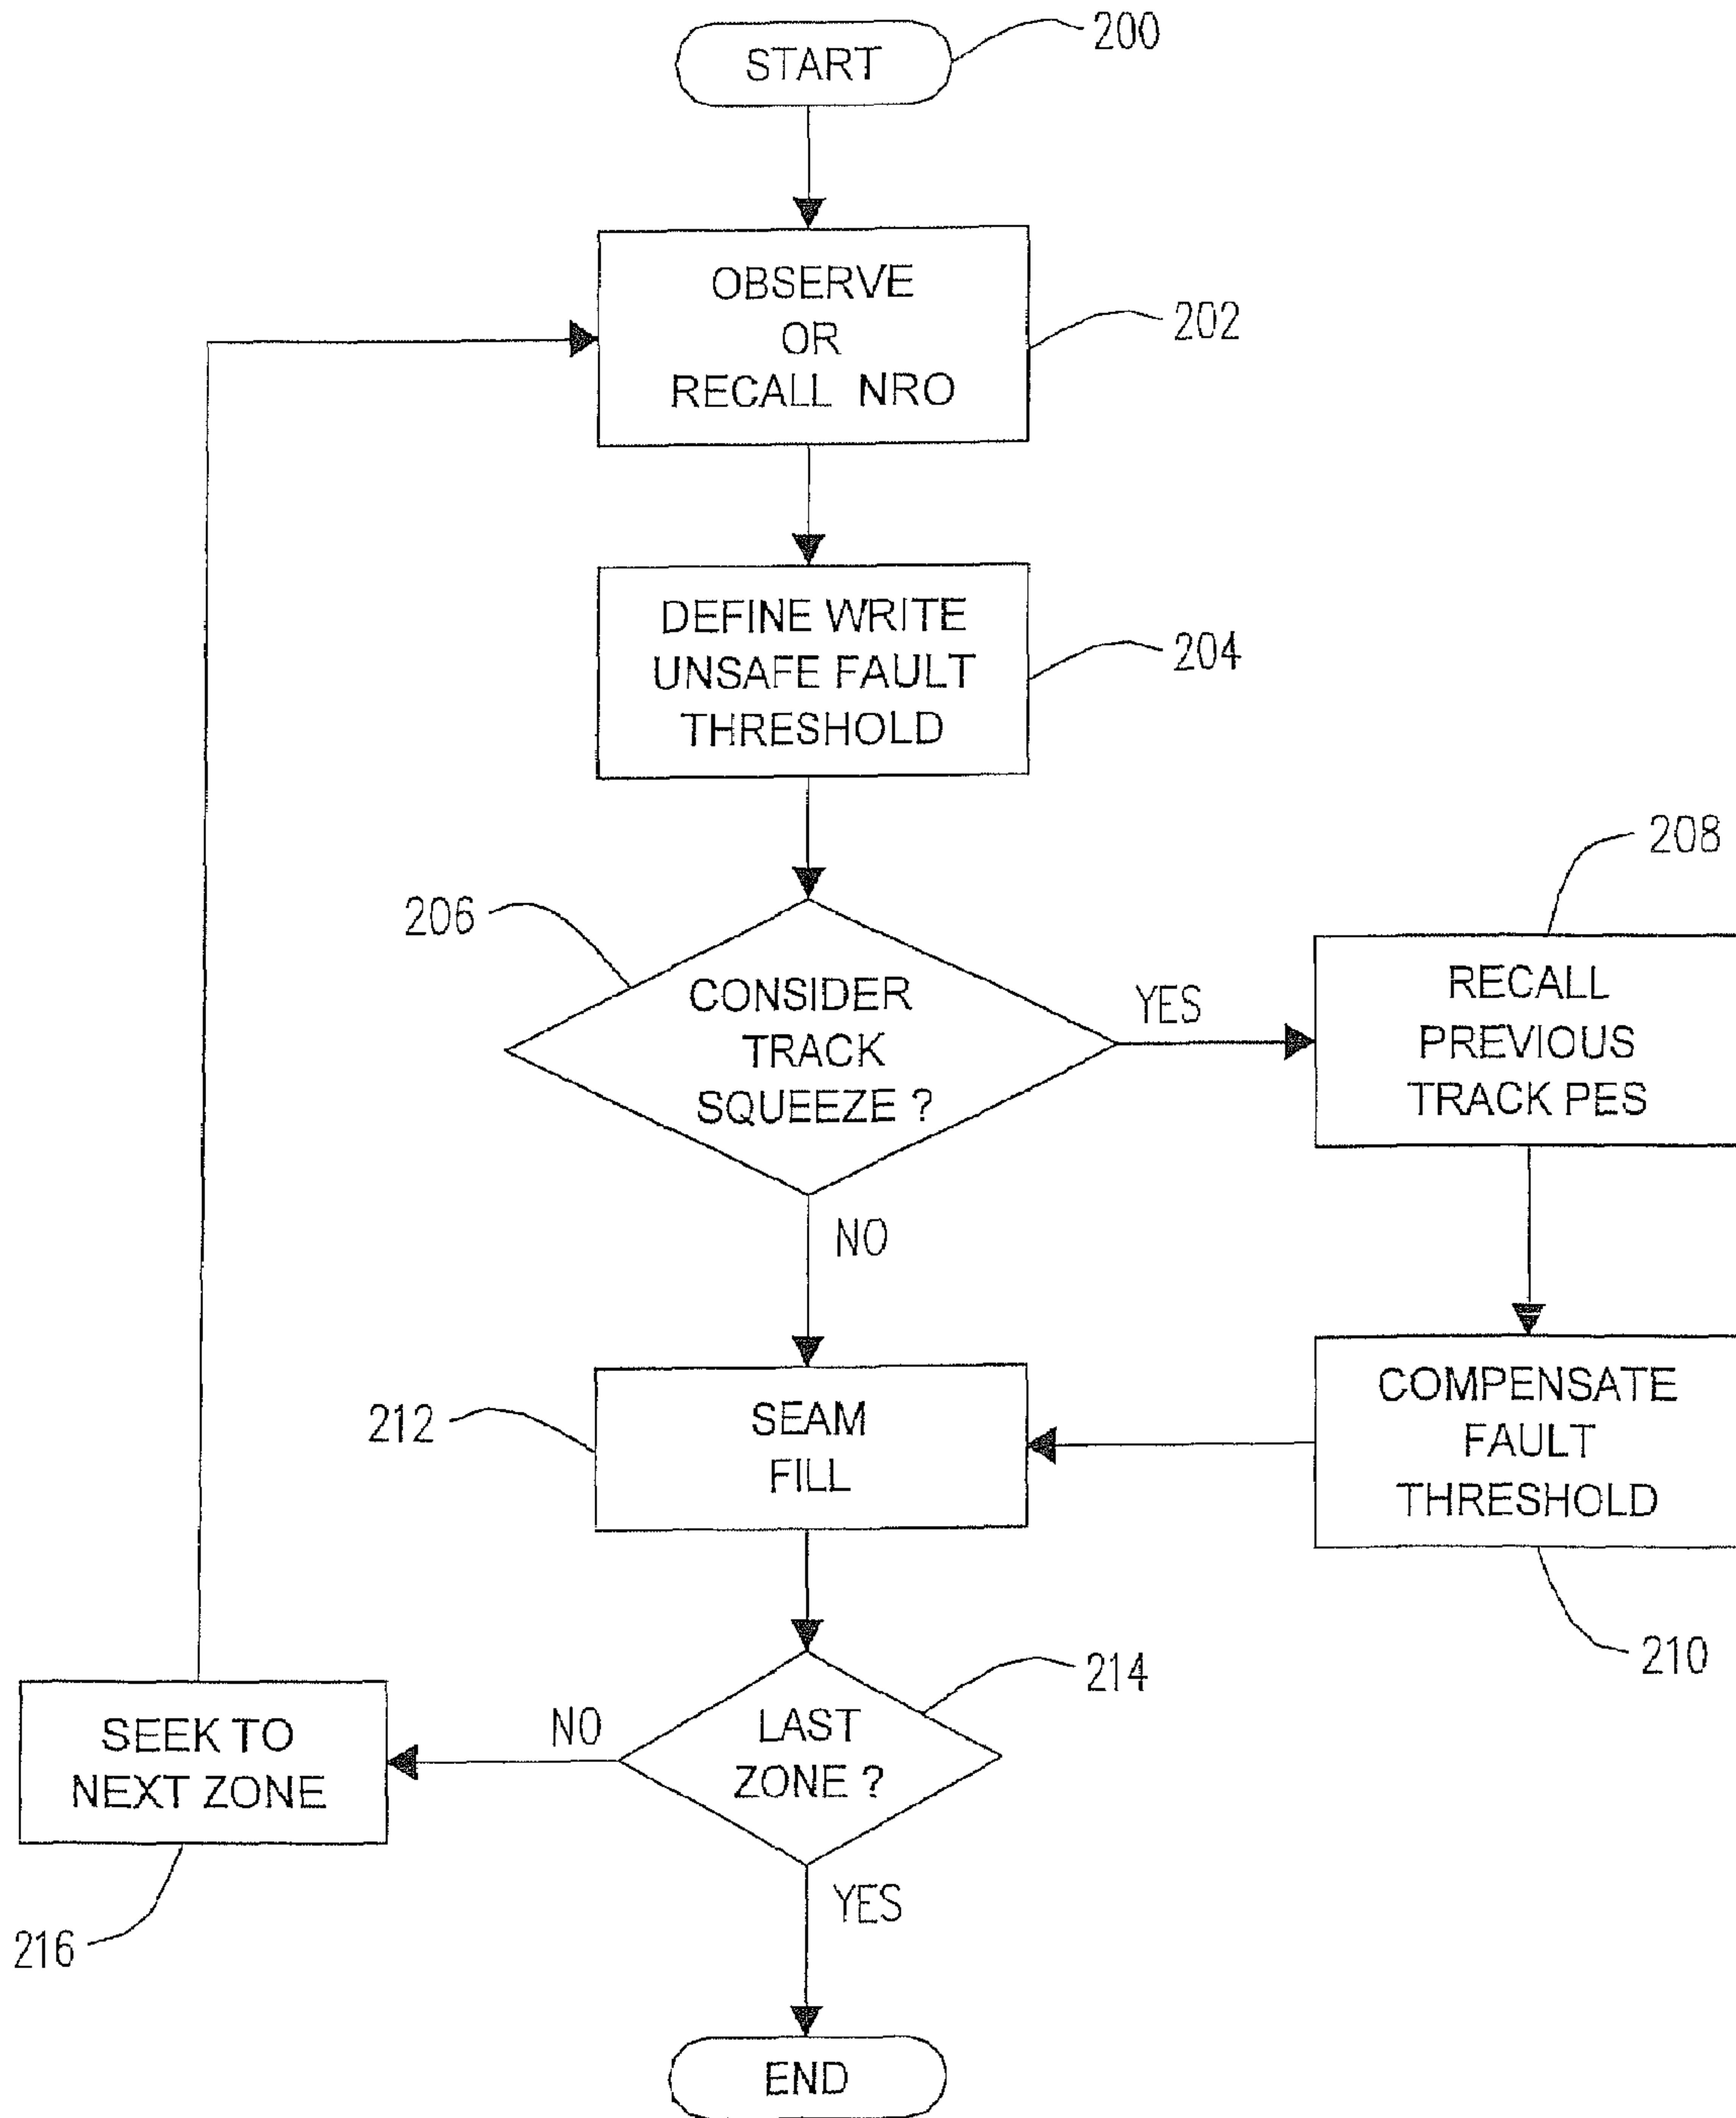 START
200
OBSERVE
OR
RECALL NRO
202
DEFINE WRITE
UNSAFE FAULT
THRESHOLD
204
206
CONSIDER
TRACK
SQUEEZE ?
YES
208
RECALL
PREVIOUS
TRACK PES
NO
212
SEAM
FILL
COMPENSATE
FAULT
THRESHOLD
210
214
LAST
ZONE ?
NO
SEEK TO
NEXT ZONE
216
YES
END